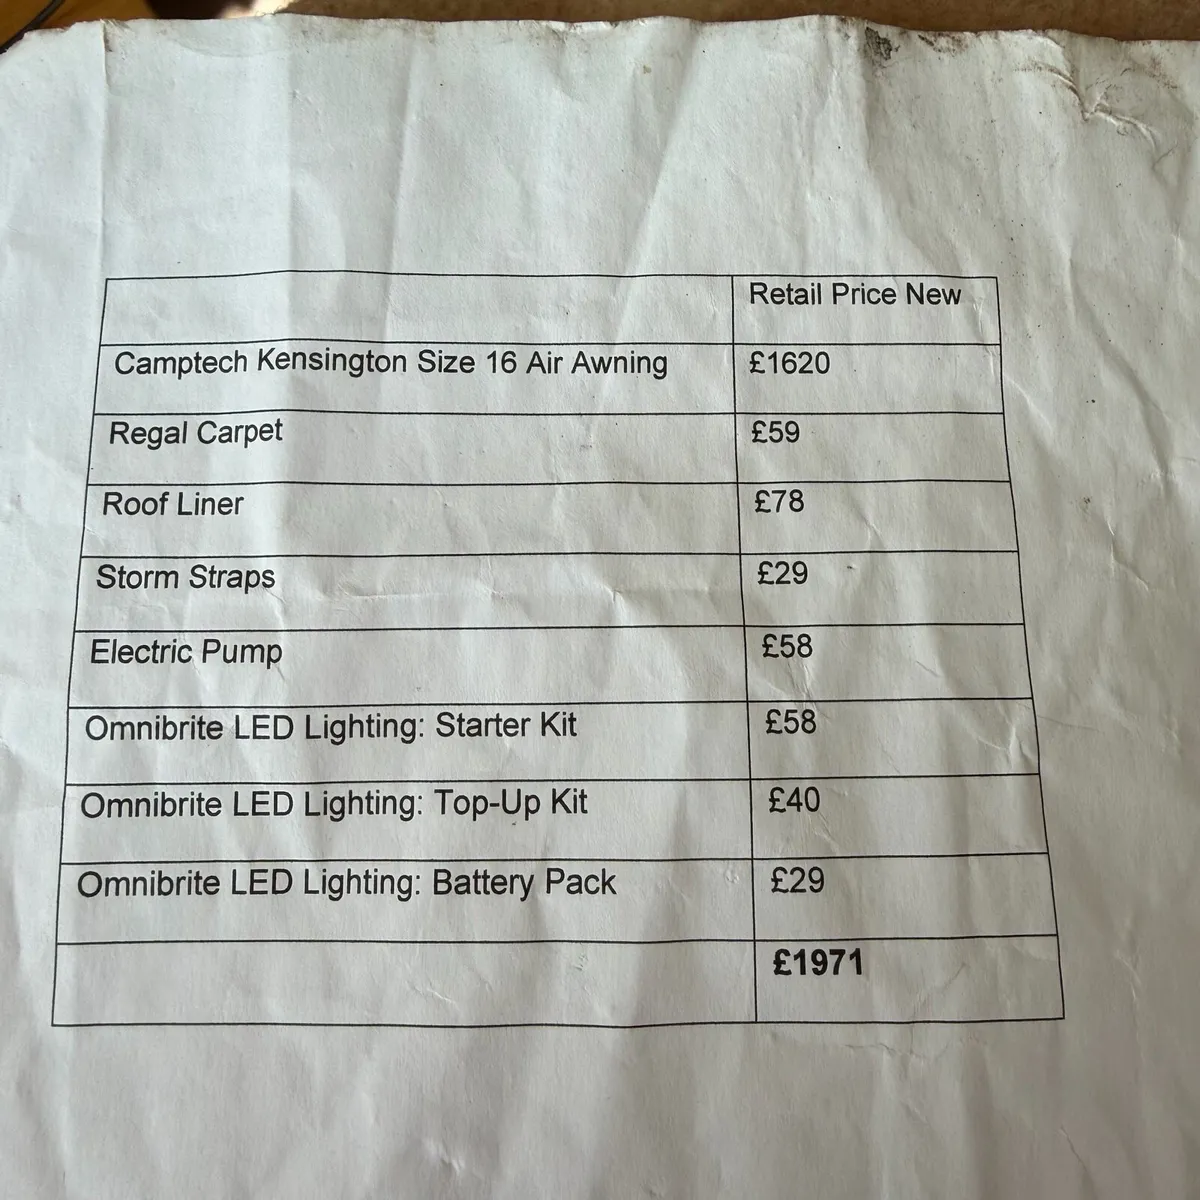 Retail Price New
Camptech Kensington Size 16 Air Awning £1620
Regal Carpet £59
Roof Liner £78
Storm Straps £29
Electric Pump £58
Omnibrite LED Lighting: Starter Kit £58
Omnibrite LED Lighting: Top-Up Kit £40
Omnibrite LED Lighting: Battery Pack £29
£1971